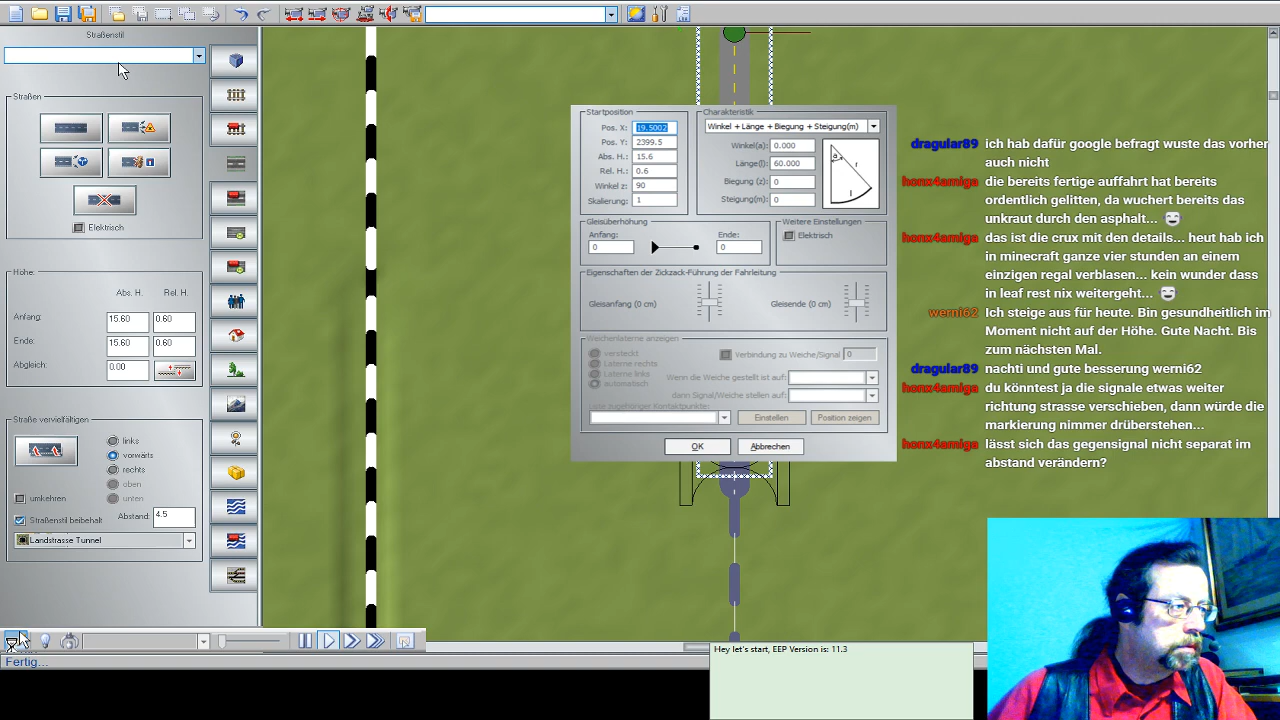 Straßenstil
Straßen
Elektrisch
Höhe:
Abs. H. Rel. H.
Anfang: 15.60 0.60
Ende: 15.60 0.60
Abgleich: 0.00
Straße vervielfältigen
links
vorwärts
rechts
oben
unten
umkehren
Straßenstil beibehalt Abstand: 4.5
Landstrasse Tunnel
Fertig...
Startposition
Pos. X: 19.5002
Pos. Y: 2399.5
Abs. H.: 15.6
Rel. H.: 0.6
Winkel z: 90
Skalierung: 1
Charakteristik
Winkel + Länge + Biegung + Steigung(m)
Winkel(a): 0.000
Länge(l): 60.000
Biegung (z): 0
Steigung(m): 0
a
r
l
Gleisüberhöhung
Anfang: Ende:
0 0
Weitere Einstellungen
Elektrisch
Eigenschaften der Zickzack-Führung der Fahrleitung
Gleisanfang (0 cm) Gleisende (0 cm)
Weichenlaterne anzeigen
versteckt
Laterne rechts
Laterne links
automatisch
Verbindung zu Weiche/Signal 0
Wenn die Weiche gestellt ist auf:
dann Signal/Weiche stellen auf:
Liste zugehöriger Kontaktpunkte:
Einstellen Position zeigen
OK Abbrechen
dragular89 ich hab dafür google befragt wuste das vorher
auch nicht
honx4amiga die bereits fertige auffahrt hat bereits
ordentlich gelitten, da wuchert bereits das
unkraut durch den asphalt...
honx4amiga das ist die crux mit den details... heut hab ich
in minecraft ganze vier stunden an einem
einzigen regal verblasen... kein wunder dass
in leaf rest nix weitergeht...
werni62 Ich steige aus für heute. Bin gesundheitlich im
Moment nicht auf der Höhe. Gute Nacht. Bis
zum nächsten Mal.
dragular89 nachti und gute besserung werni62
honx4amiga du könntest ja die signale etwas weiter
richtung strasse verschieben, dann würde die
markierung nimmer drüberstehen...
honx4amiga lässt sich das gegensignal nicht separat im
abstand verändern?
Hey let's start, EEP Version is: 11.3